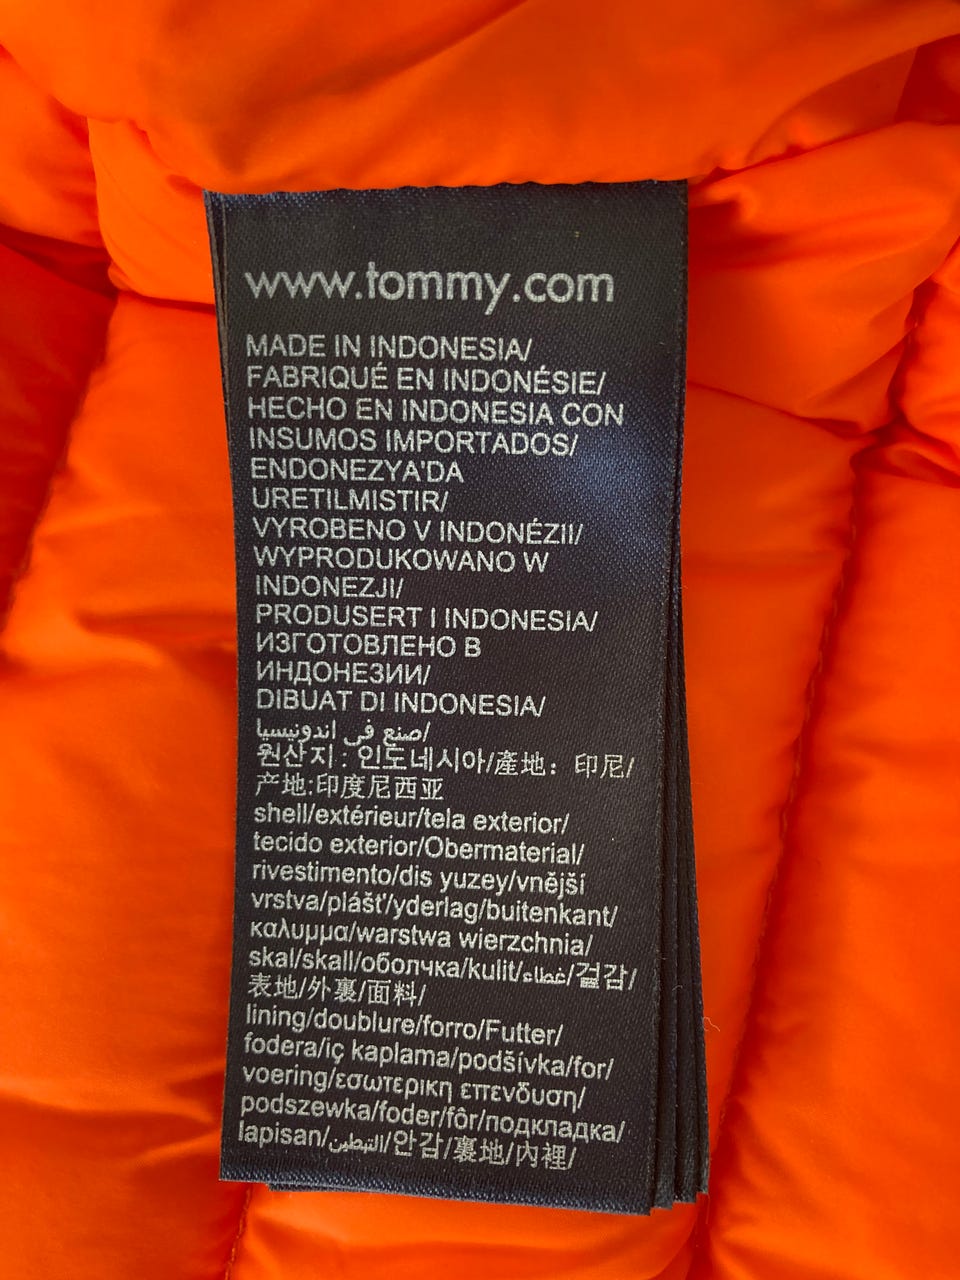 www.tommy.com
MADE IN INDONESIA/
FABRIQUÉ EN INDONÉSIE/
HECHO EN INDONESIA CON
INSUMOS IMPORTADOS/
ENDONEZYA'DA
URETILMISTIR/
VYROBENO V INDONÉZII/
WYPRODUKOWANO W
INDONEZJI/
PRODUSERT I INDONESIA/
ИЗГОТОВЛЕНО В
ИНДОНЕЗИИ/
DIBUAT DI INDONESIA/
صنع في اندونيسيا/
원산지 : 인도네시아/產地：印尼/
产地:印度尼西亚
shell/extérieur/tela exterior/
tecido exterior/Obermaterial/
rivestimento/dis yuzey/vnější
vrstva/plášť/yderlag/buitenkant/
καλυμμα/warstwa wierzchnia/
skal/skall/оболчка/kulit/غطاء/겉감/
表地/外裏/面料/
lining/doublure/forro/Futter/
fodera/iç kaplama/podšívka/for/
voering/εσωτερικη επενδυση/
podszewka/foder/fôr/подкладка/
lapisan/التبطين/안감/裏地/內裡/